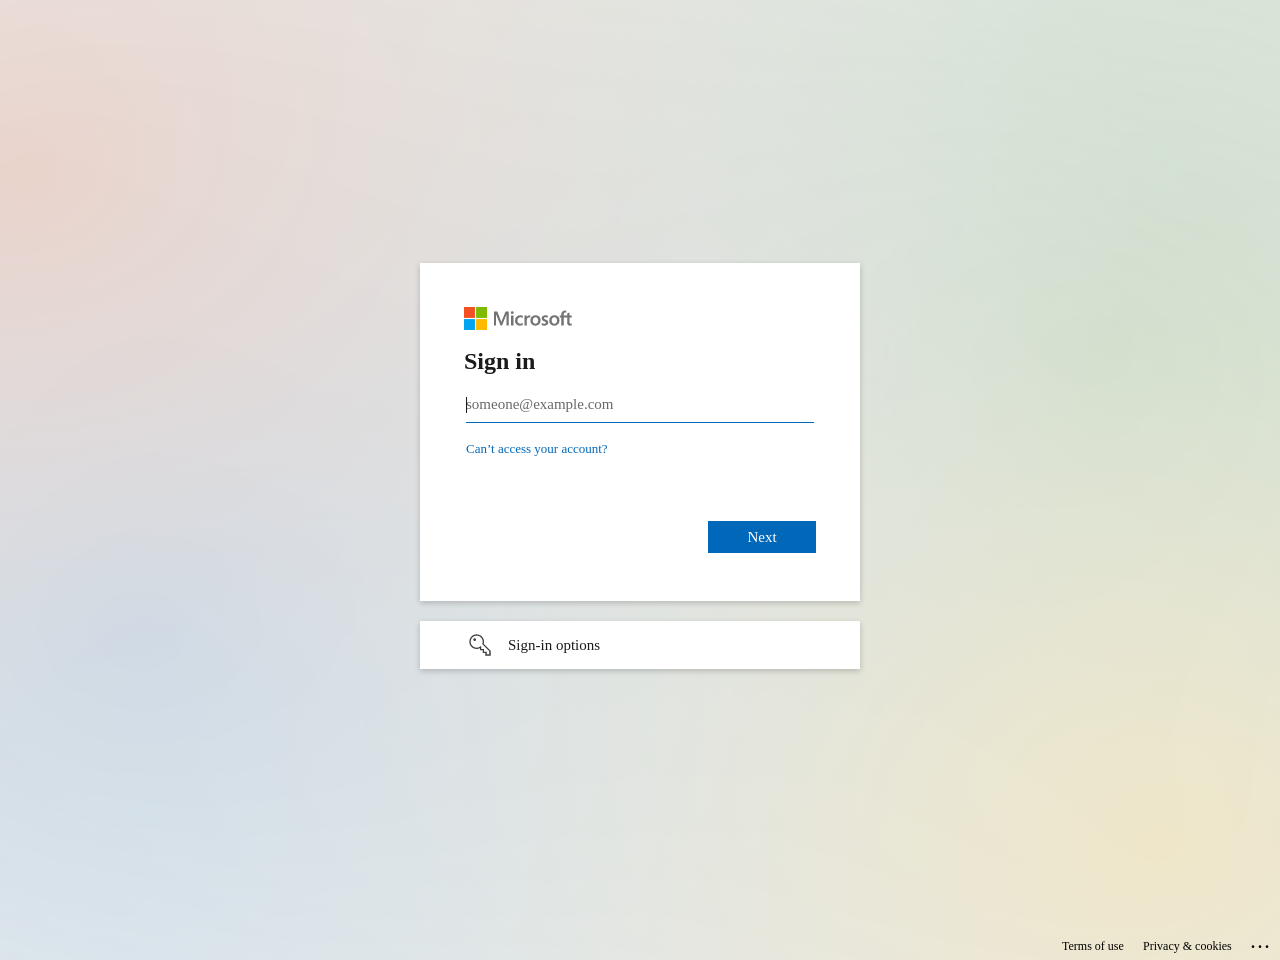 Microsoft
Sign in
someone@example.com
Can’t access your account?
Next
Sign-in options
Terms of use Privacy & cookies ...